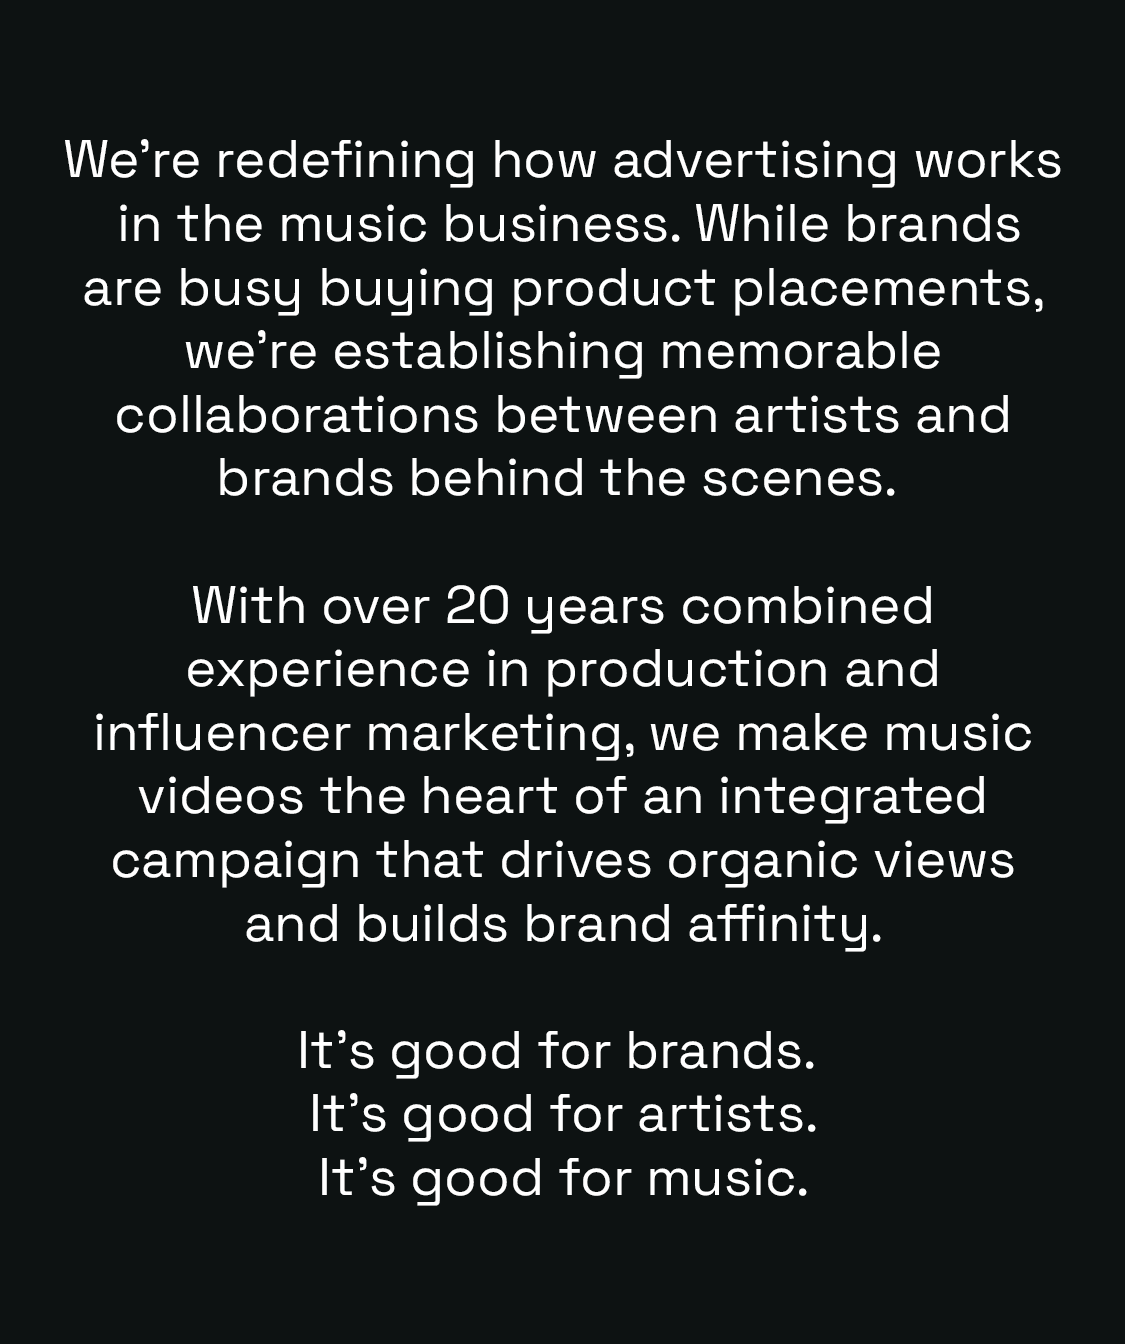 We’re redefining how advertising works
in the music business. While brands
are busy buying product placements,
we’re establishing memorable
collaborations between artists and
brands behind the scenes.
With over 20 years combined
experience in production and
influencer marketing, we make music
videos the heart of an integrated
campaign that drives organic views
and builds brand affinity.
It’s good for brands.
It’s good for artists.
It’s good for music.